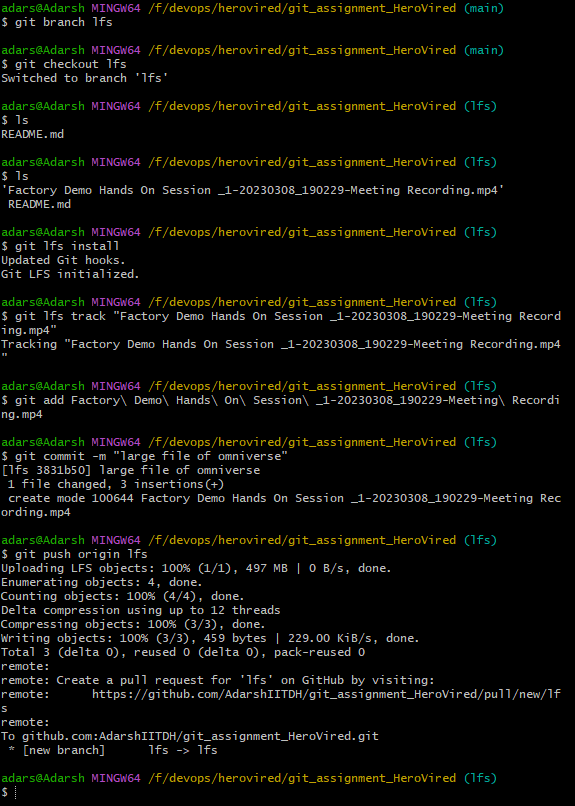 adars@Adarsh MINGW64 /f/devops/herovired/git_assignment_HeroVired (main)
$ git branch lfs
adars@Adarsh MINGW64 /f/devops/herovired/git_assignment_HeroVired (main)
$ git checkout lfs
Switched to branch 'lfs'
adars@Adarsh MINGW64 /f/devops/herovired/git_assignment_HeroVired (lfs)
$ ls
README.md
adars@Adarsh MINGW64 /f/devops/herovired/git_assignment_HeroVired (lfs)
$ ls
'Factory Demo Hands On Session _1-20230308_190229-Meeting Recording.mp4'
 README.md
adars@Adarsh MINGW64 /f/devops/herovired/git_assignment_HeroVired (lfs)
$ git lfs install
Updated Git hooks.
Git LFS initialized.
adars@Adarsh MINGW64 /f/devops/herovired/git_assignment_HeroVired (lfs)
$ git lfs track "Factory Demo Hands On Session _1-20230308_190229-Meeting Record
ing.mp4"
Tracking "Factory Demo Hands On Session _1-20230308_190229-Meeting Recording.mp4
"
adars@Adarsh MINGW64 /f/devops/herovired/git_assignment_HeroVired (lfs)
$ git add Factory\ Demo\ Hands\ On\ Session\ _1-20230308_190229-Meeting\ Recordi
ng.mp4
adars@Adarsh MINGW64 /f/devops/herovired/git_assignment_HeroVired (lfs)
$ git commit -m "large file of omniverse"
[lfs 3831b50] large file of omniverse
 1 file changed, 3 insertions(+)
 create mode 100644 Factory Demo Hands On Session _1-20230308_190229-Meeting Rec
ording.mp4
adars@Adarsh MINGW64 /f/devops/herovired/git_assignment_HeroVired (lfs)
$ git push origin lfs
Uploading LFS objects: 100% (1/1), 497 MB | 0 B/s, done.
Enumerating objects: 4, done.
Counting objects: 100% (4/4), done.
Delta compression using up to 12 threads
Compressing objects: 100% (3/3), done.
Writing objects: 100% (3/3), 459 bytes | 229.00 KiB/s, done.
Total 3 (delta 0), reused 0 (delta 0), pack-reused 0
remote:
remote: Create a pull request for 'lfs' on GitHub by visiting:
remote:      https://github.com/AdarshIITDH/git_assignment_HeroVired/pull/new/lf
s
remote:
To github.com:AdarshIITDH/git_assignment_HeroVired.git
 * [new branch]      lfs -> lfs
adars@Adarsh MINGW64 /f/devops/herovired/git_assignment_HeroVired (lfs)
$